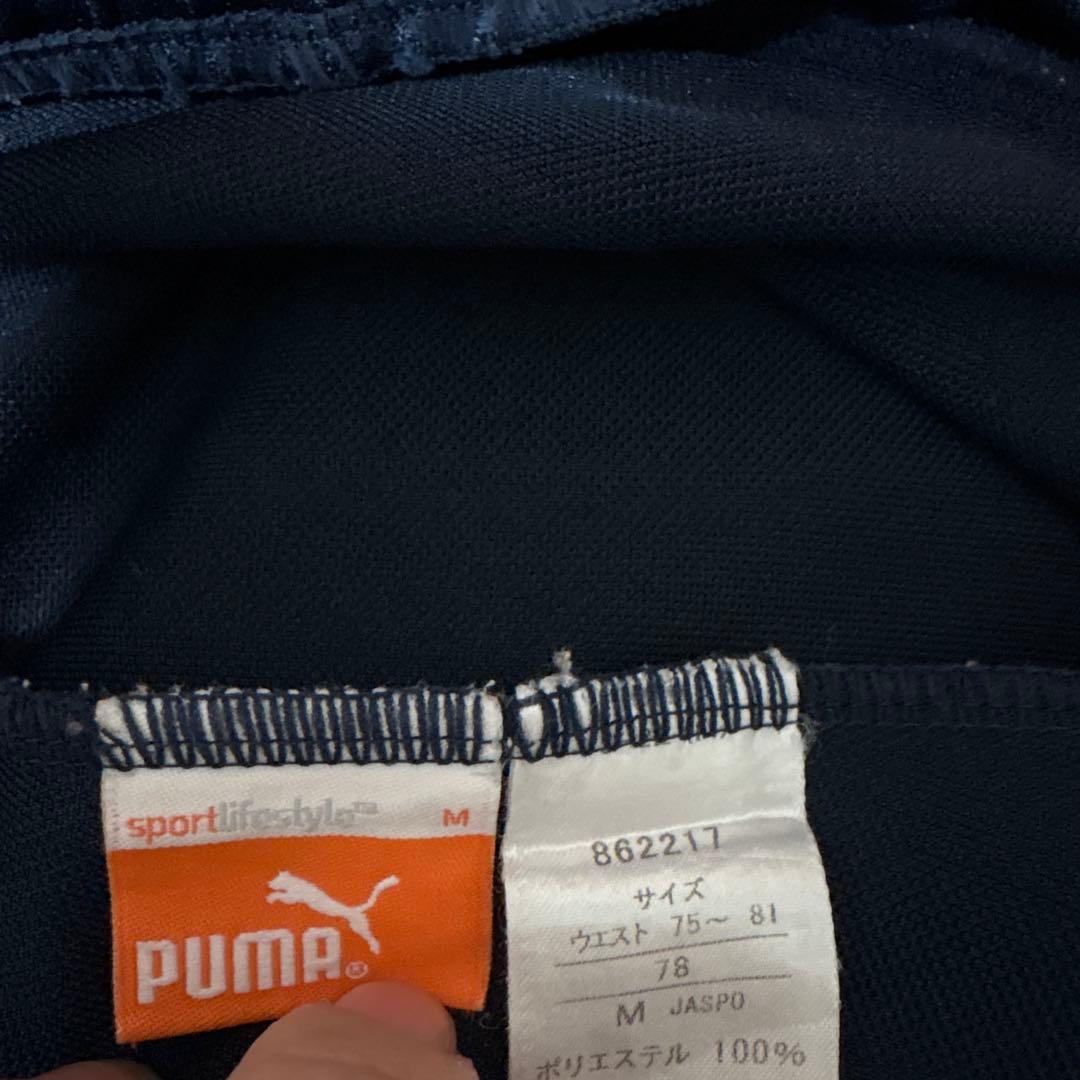 sportlifestyle™ M
PUMA®
862217
サイズ
ウエスト 75～ 81
78
M JASPO
ポリエステル 100%